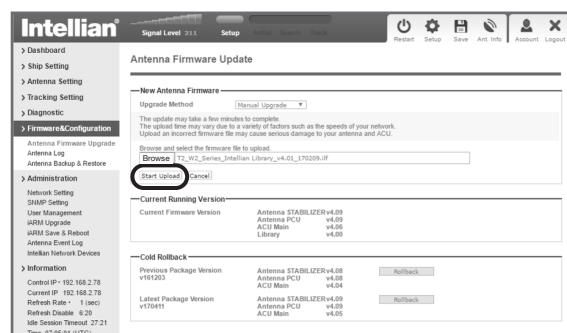 Intellian®
Signal Level 211 Setup Initial Search Track
Restart Setup Save Ant. Info Account Logout
> Dashboard
> Ship Setting
> Antenna Setting
> Tracking Setting
> Diagnostic
> Firmware&Configuration
Antenna Firmware Upgrade
Antenna Log
Antenna Backup & Restore
> Administration
Network Setting
SNMP Setting
User Management
iARM Upgrade
iARM Save & Reboot
Antenna Event Log
Intellian Network Devices
> Information
Control IP • 192.168.2.78
Current IP 192.168.2.78
Refresh Rate • 1 (sec)
Refresh Disable 6:20
Idle Session Timeout 27:21
Antenna Firmware Update
New Antenna Firmware
Upgrade Method Manual Upgrade ▼
The update may take a few minutes to complete.
The upload time may vary due to a variety of factors such as the speeds of your network.
Upload an incorrect firmware file may cause serious damage to your antenna and ACU.
Browse and select the firmware file to upload.
Browse T2_W2_Series_Intellian Library_v4.01_170209.ilf
Start Upload Cancel
Current Running Version
Current Firmware Version Antenna STABILIZER v4.09
Antenna PCU v4.09
ACU Main v4.06
Library v4.00
Cold Rollback
Previous Package Version Antenna STABILIZER v4.08 Rollback
v161203 Antenna PCU v4.08
ACU Main v4.04
Latest Package Version Antenna STABILIZER v4.09 Rollback
v170411 Antenna PCU v4.09
ACU Main v4.05